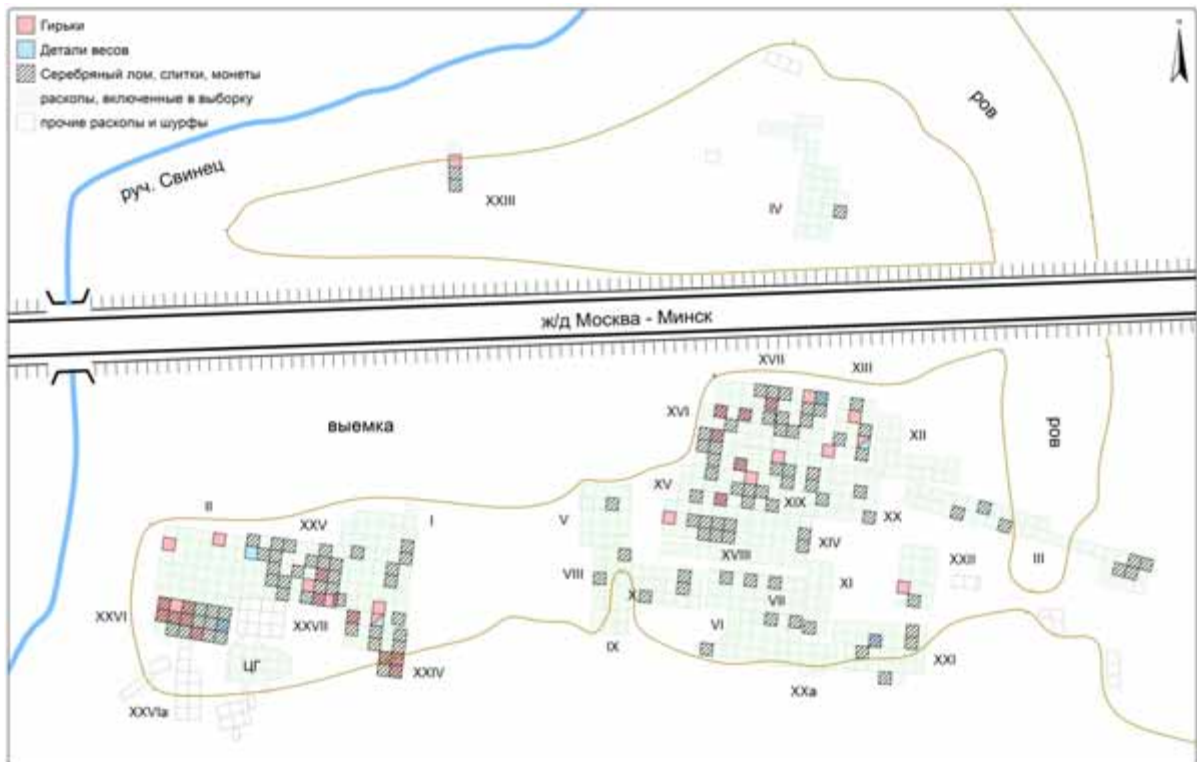 Гирьки
Детали весов
Серебряный лом, слитки, монеты
раскопы, включенные в выборку
прочие раскопы и шурфы
ров
руч. Свинец
XXIII
IV
ж/д Москва - Минск
XVII
XIII
XVI
выемка
XII
ров
XV
II
XXV
I
V
XIX
XX
XIV
XVIII
VIII
XI
XXII
III
X
VII
XXVI
XXVII
VI
IX
ЦГ
XXIV
XXI
XXа
XXVIа